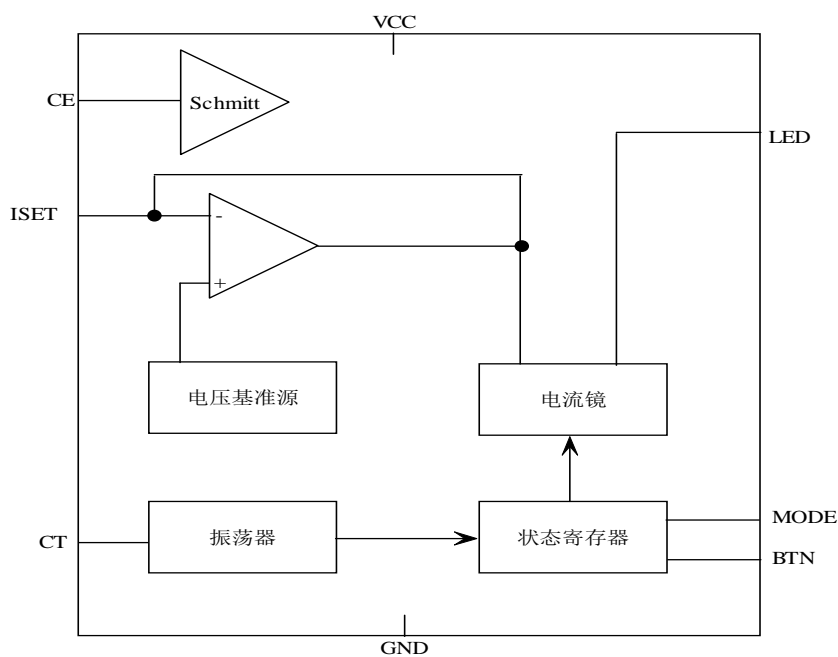 VCC
CE
Schmitt
LED
ISET
-
+
电压基准源
电流镜
CT
振荡器
状态寄存器
MODE
BTN
GND